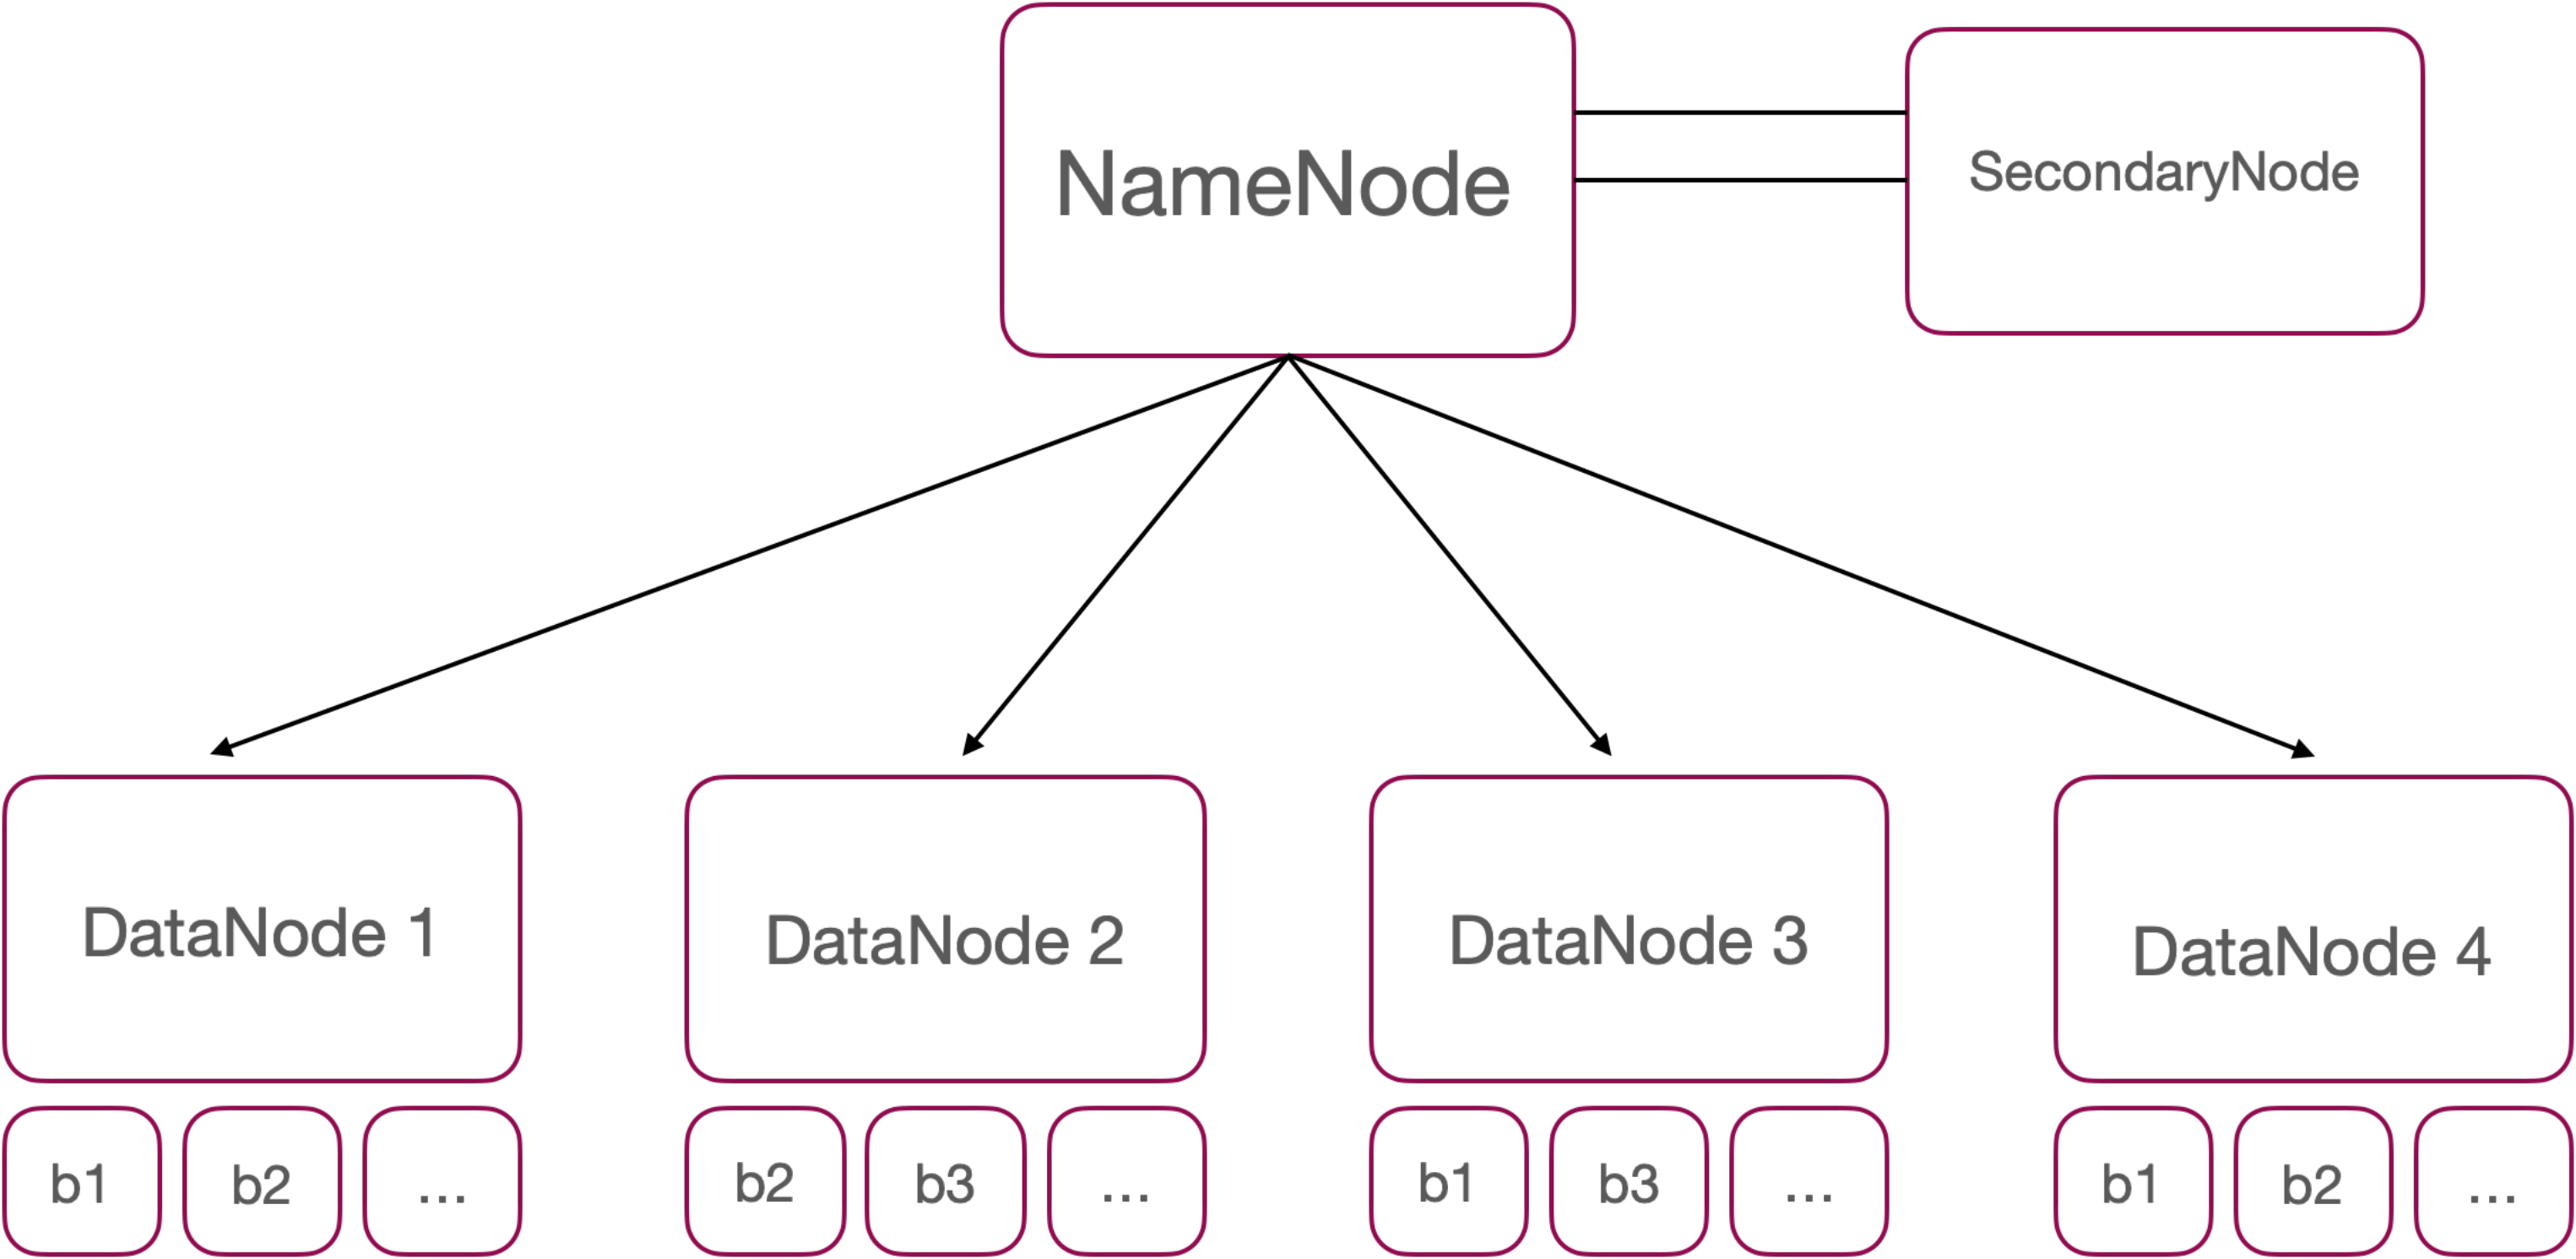 NameNode
SecondaryNode
DataNode 1
DataNode 2
DataNode 3
DataNode 4
b1 b2 ...
b2 b3 ...
b1 b3 ...
b1 b2 ...